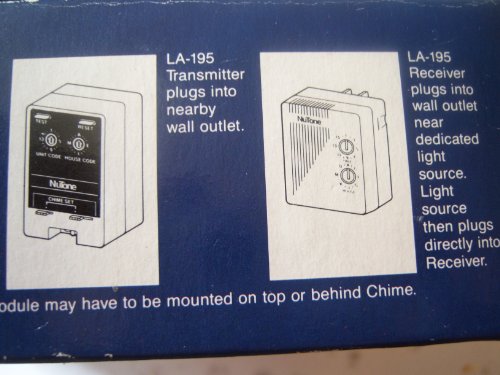 LA-195
Transmitter
plugs into
nearby
wall outlet.
TEST
RESET
UNIT CODE HOUSE CODE
NuTone
CHIME SET
LA-195
Receiver
plugs into
wall outlet
near
dedicated
light
source.
Light
source
then plugs
directly into
Receiver.
NuTone
odule may have to be mounted on top or behind Chime.